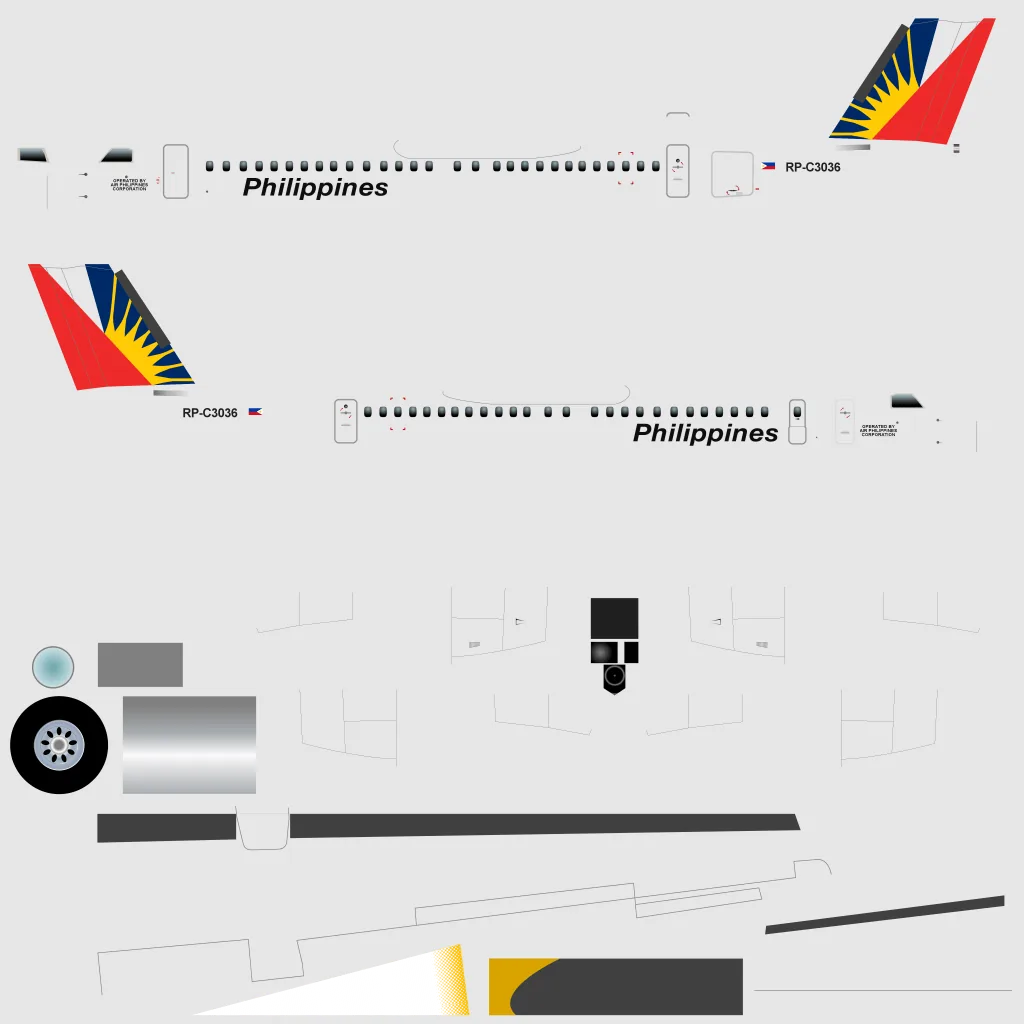 RP-C3036
OPERATED BY
AIR PHILIPPINES
CORPORATION
Philippines
RP-C3036
Philippines
OPERATED BY
AIR PHILIPPINES
CORPORATION